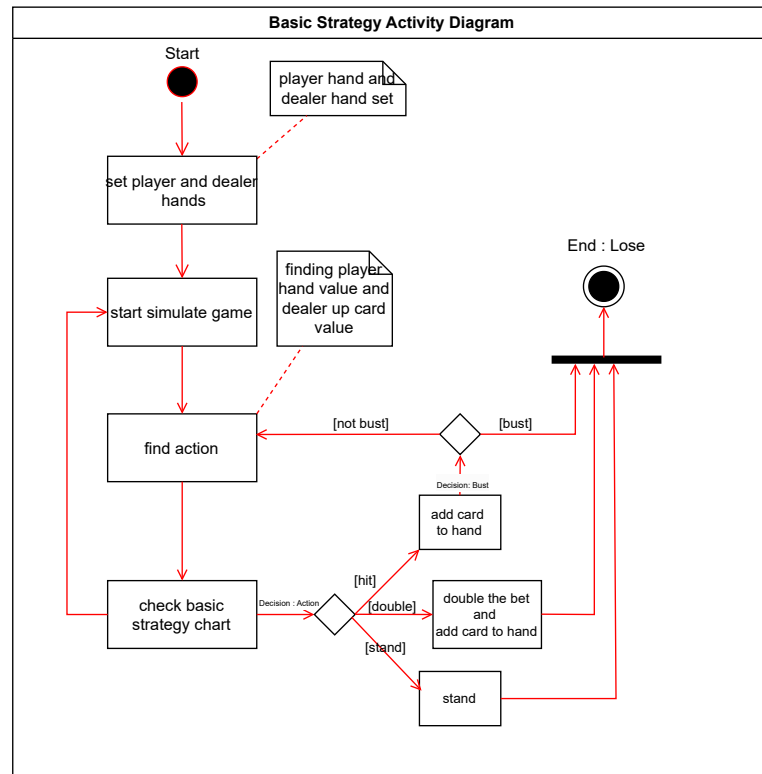 Basic Strategy Activity Diagram
Start
player hand and
dealer hand set
set player and dealer
hands
End : Lose
finding player
hand value and
dealer up card
value
start simulate game
[not bust]
[bust]
find action
Decision: Bust
add card
to hand
[hit]
check basic
strategy chart
Decision : Action
[double]
double the bet
and
add card to hand
[stand]
stand